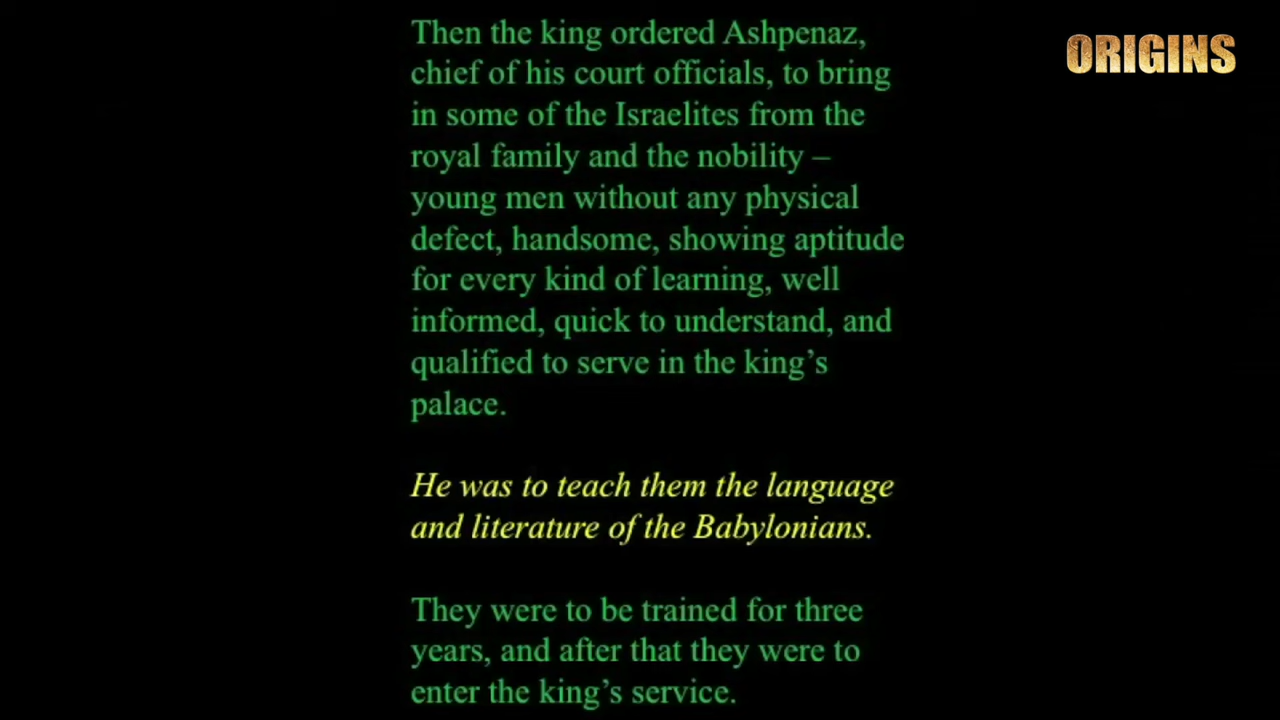 Then the king ordered Ashpenaz,
chief of his court officials, to bring
in some of the Israelites from the
royal family and the nobility –
young men without any physical
defect, handsome, showing aptitude
for every kind of learning, well
informed, quick to understand, and
qualified to serve in the king’s
palace.
He was to teach them the language
and literature of the Babylonians.
They were to be trained for three
years, and after that they were to
enter the king’s service.
ORIGINS